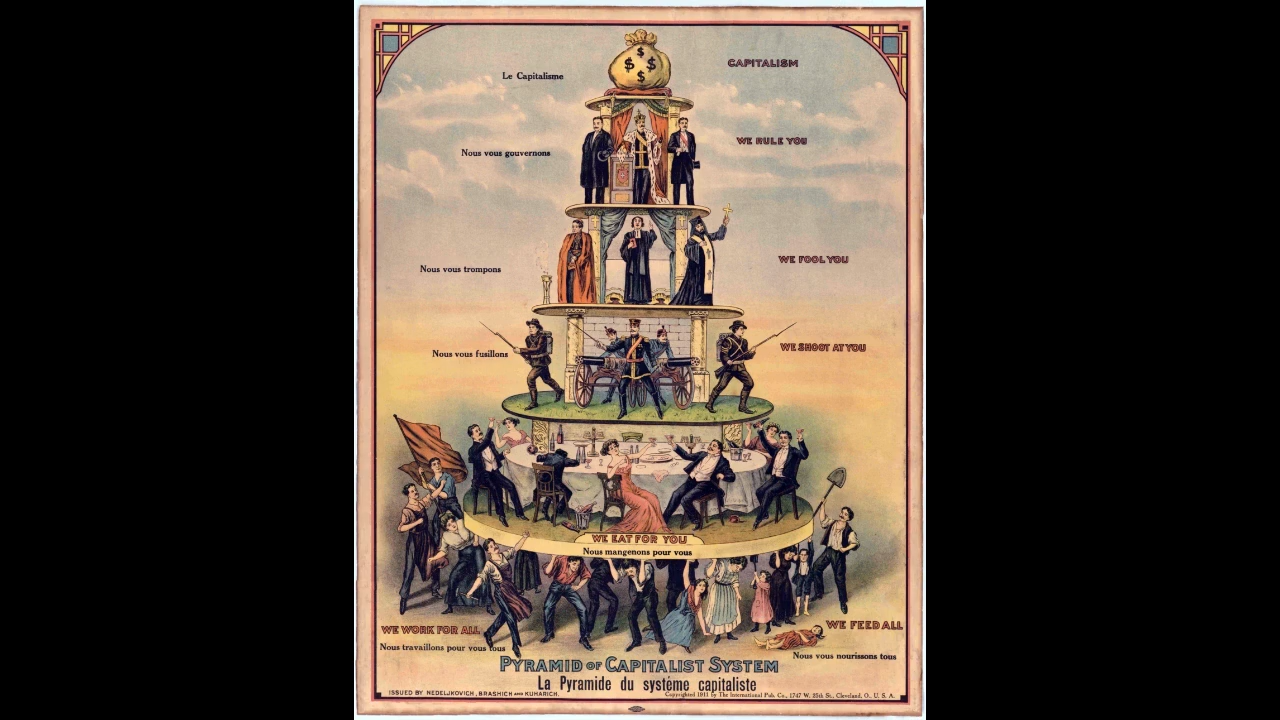 Le Capitalisme
CAPITALISM
Nous vous gouvernons
WE RULE YOU
Nous vous trompons
WE FOOL YOU
Nous vous fusillons
WE SHOOT AT YOU
WE EAT FOR YOU
Nous mangenons pour vous
WE WORK FOR ALL
WE FEED ALL
Nous travaillons pour vous tous
Nous vous nourissons tous
PYRAMID OF CAPITALIST SYSTEM
La Pyramide du système capitaliste
ISSUED BY NEDELJKOVICH, BRASHICH AND KUHARICH.
Copyrighted 1911 by The International Pub. Co., 1747 W. 25th St., Cleveland, O., U. S. A.